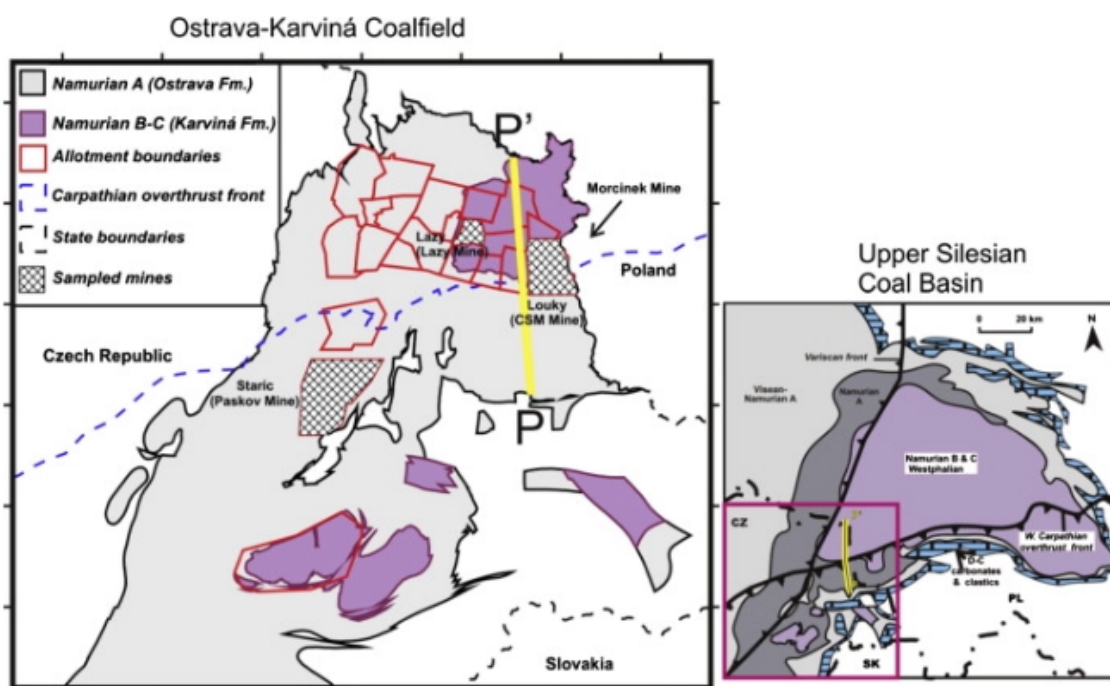 Ostrava-Karviná Coalfield
Namurian A (Ostrava Fm.)
Namurian B-C (Karviná Fm.)
Allotment boundaries
Carpathian overthrust front
State boundaries
Sampled mines
P'
Morcinek Mine
Lazy
(Lazy Mine)
Poland
Louky
(CSM Mine)
Czech Republic
Staric
(Paskov Mine)
P
Slovakia
Upper Silesian
Coal Basin
0 20 km
N
Variscan front
Visean-
Namurian A
Namurian
A
Namurian B & C
Westphalian
CZ
W. Carpathian
overthrust front
D-C
carbonates
& clastics
PL
SK